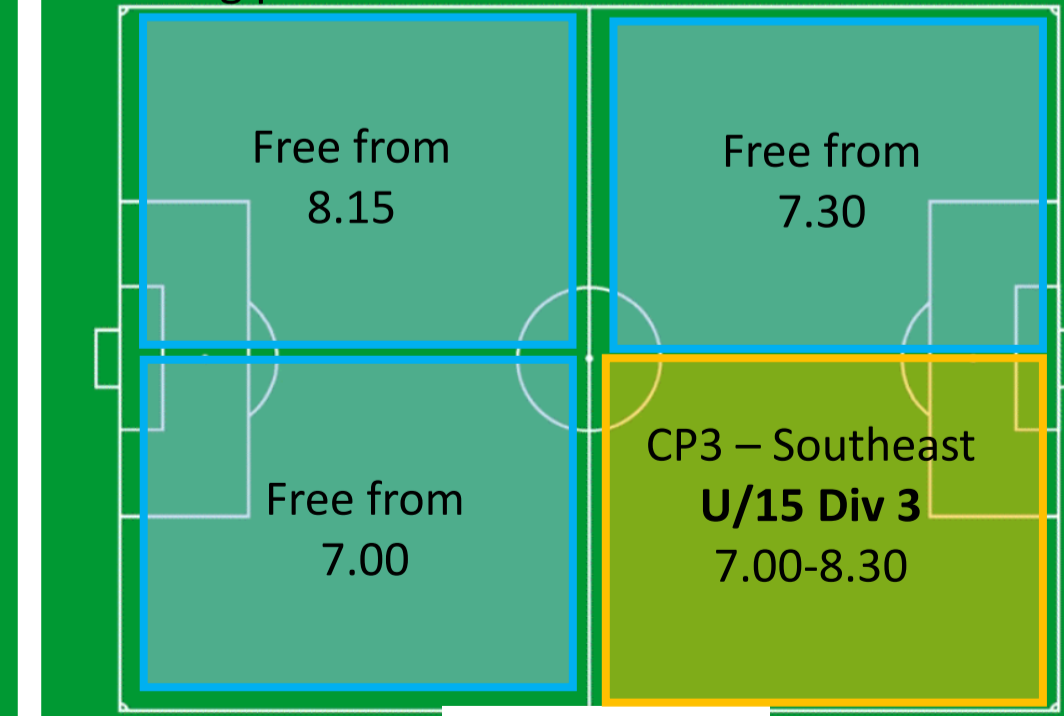 Free from
8.15
Free from
7.30
Free from
7.00
CP3 – Southeast
U/15 Div 3
7.00-8.30